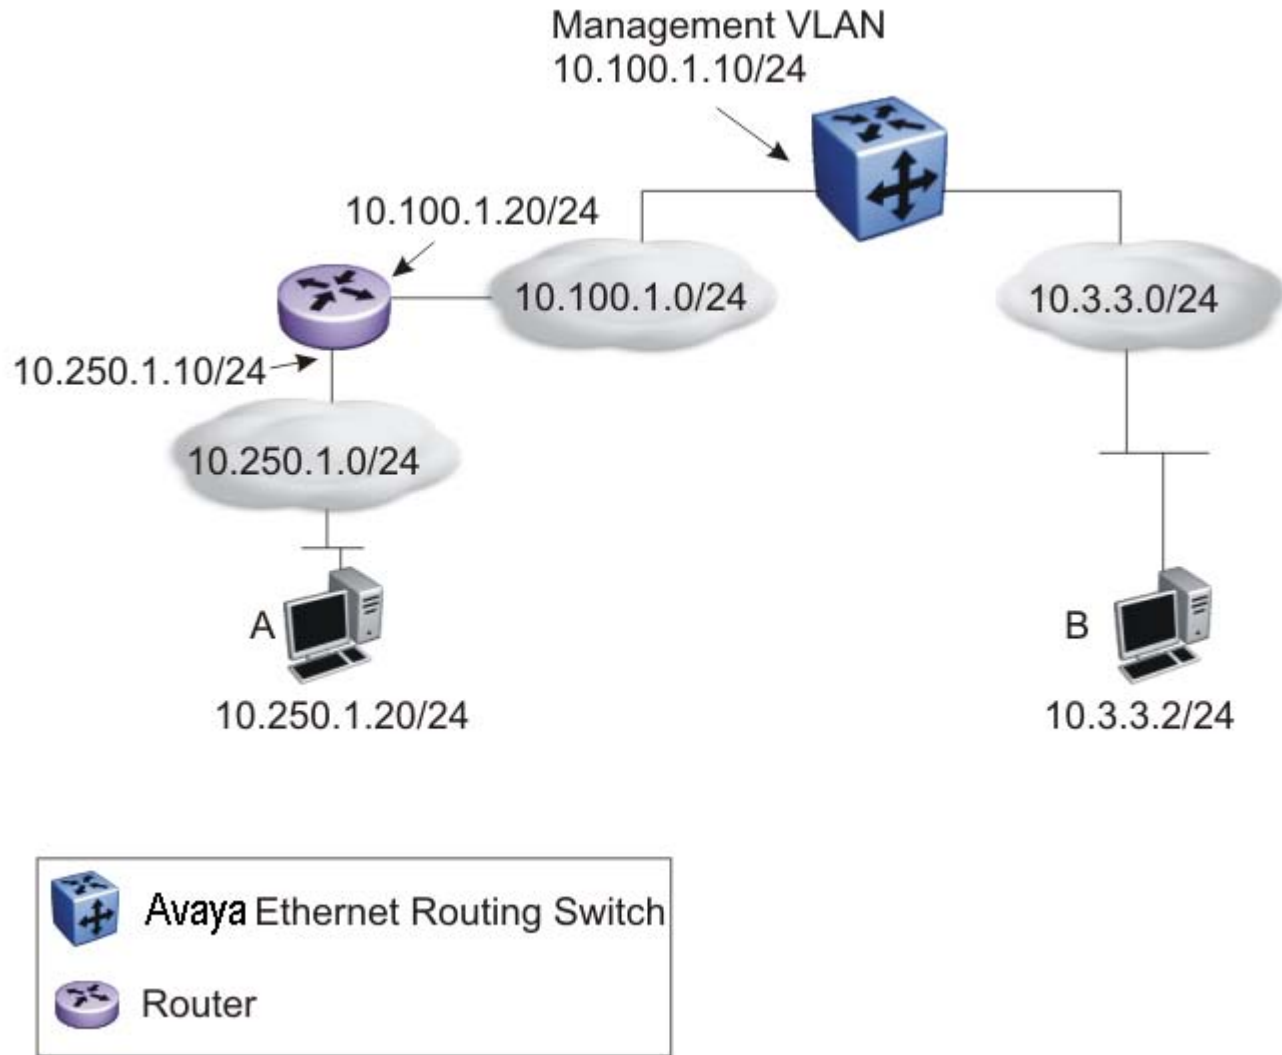 Management VLAN
10.100.1.10/24
10.100.1.20/24
10.100.1.0/24
10.3.3.0/24
10.250.1.10/24
10.250.1.0/24
A
B
10.250.1.20/24
10.3.3.2/24
Avaya Ethernet Routing Switch
Router